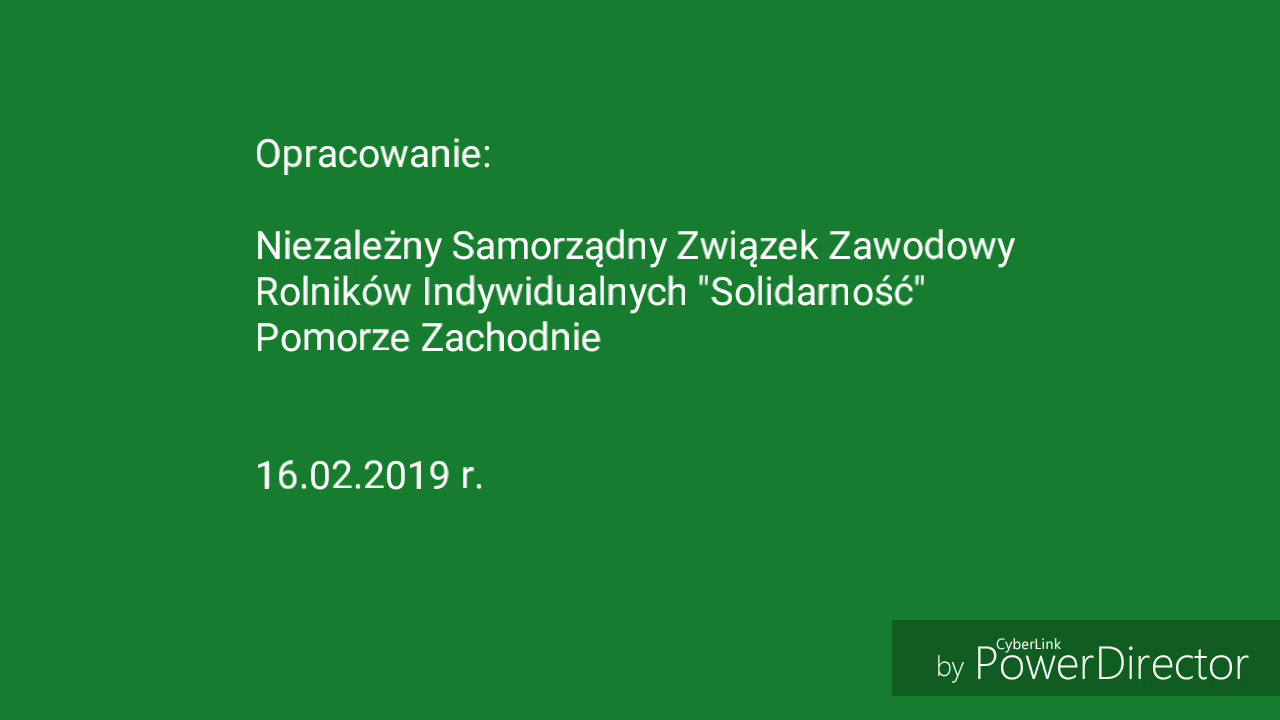 Opracowanie:
Niezależny Samorządny Związek Zawodowy
Rolników Indywidualnych "Solidarność"
Pomorze Zachodnie
16.02.2019 r.
by CyberLink PowerDirector